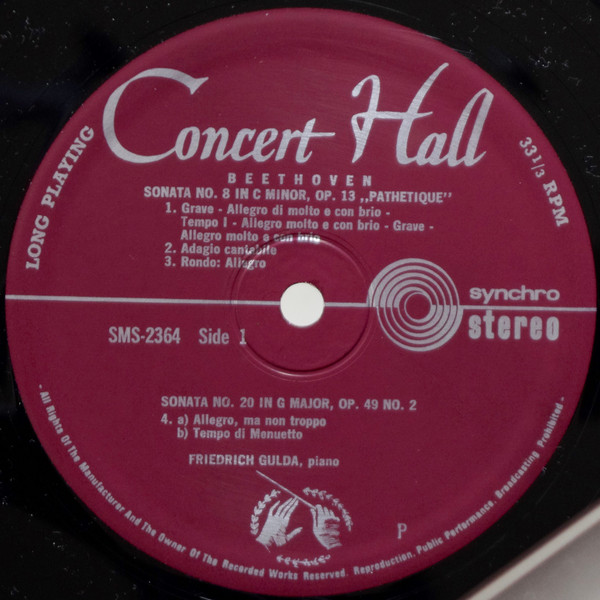 Concert Hall
LONG PLAYING
33 1/3 RPM
BEETHOVEN
SONATA NO. 8 IN C MINOR, OP. 13 „PATHETIQUE"
1. Grave - Allegro di molto e con brio -
Tempo I - Allegro molto e con brio - Grave -
Allegro molto e con brio
2. Adagio cantabile
3. Rondo: Allegro
synchro
stereo
SMS-2364 Side 1
SONATA NO. 20 IN G MAJOR, OP. 49 NO. 2
4. a) Allegro, ma non troppo
b) Tempo di Menuetto
FRIEDRICH GULDA, piano
P
- All Rights Of The Manufacturer And The Owner Of The Recorded Works Reserved. Reproduction. Public Performance. Broadcasting Prohibited -